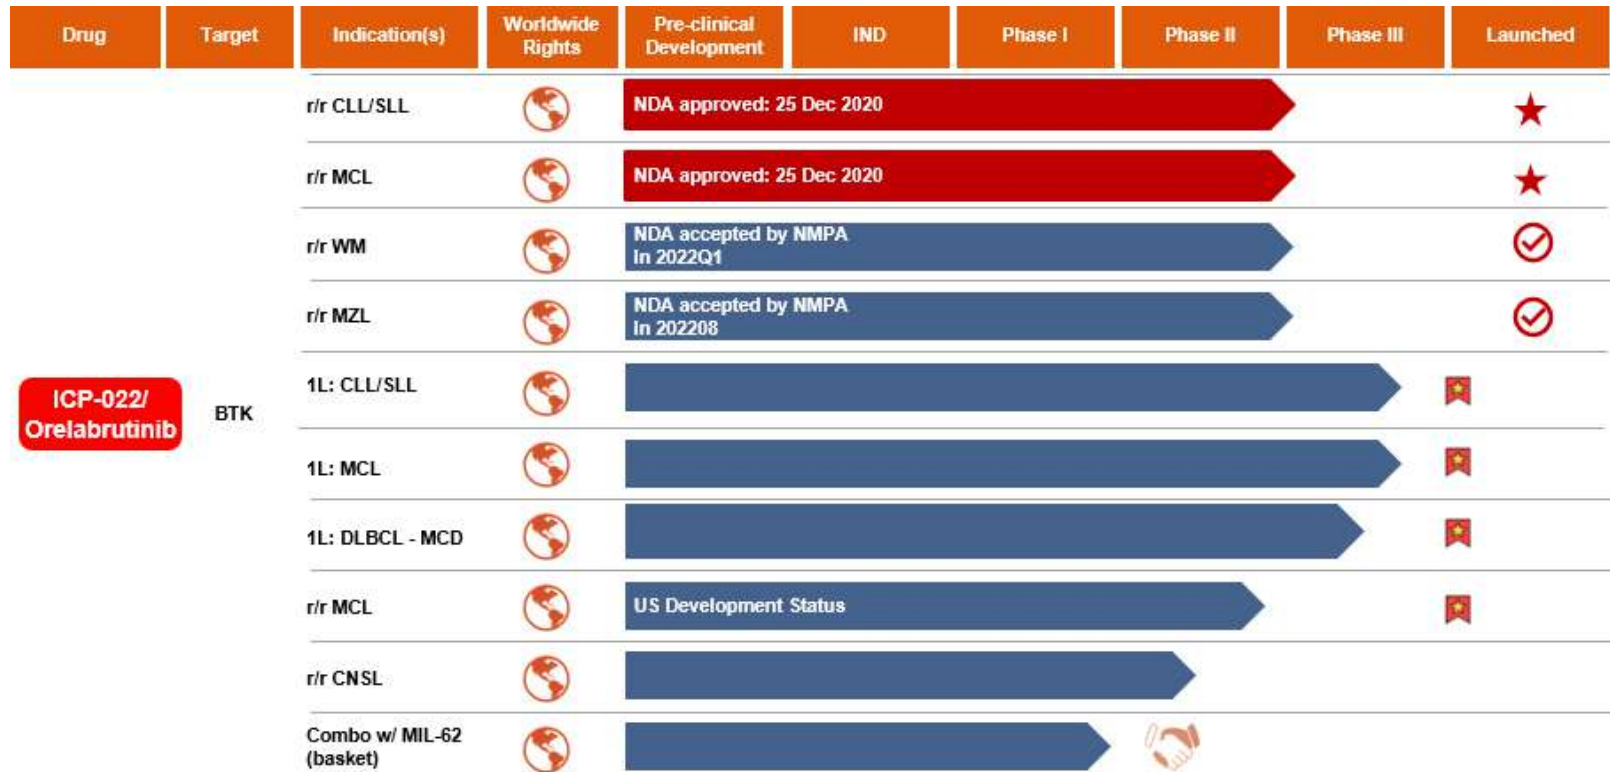 Drug
Target
Indication(s)
Worldwide
Rights
Pre-clinical
Development
IND
Phase I
Phase II
Phase III
Launched
ICP-022/
Orelabrutinib
BTK
r/r CLL/SLL
NDA approved: 25 Dec 2020
r/r MCL
NDA approved: 25 Dec 2020
r/r WM
NDA accepted by NMPA
In 2022Q1
r/r MZL
NDA accepted by NMPA
In 202208
1L: CLL/SLL
1L: MCL
1L: DLBCL - MCD
r/r MCL
US Development Status
r/r CNSL
Combo w/ MIL-62
(basket)